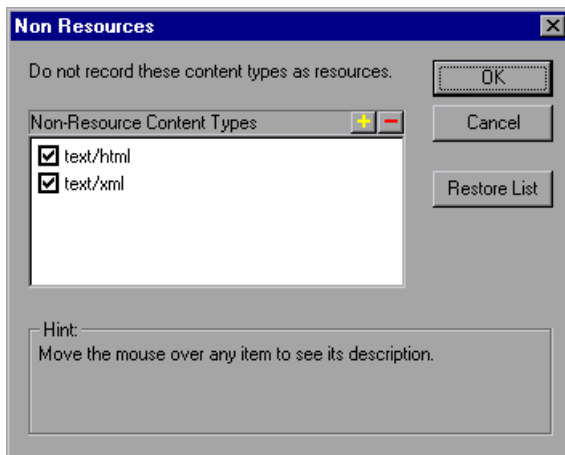 Non Resources
Do not record these content types as resources.
OK
Non-Resource Content Types
Cancel
text/html
text/xml
Restore List
Hint:
Move the mouse over any item to see its description.